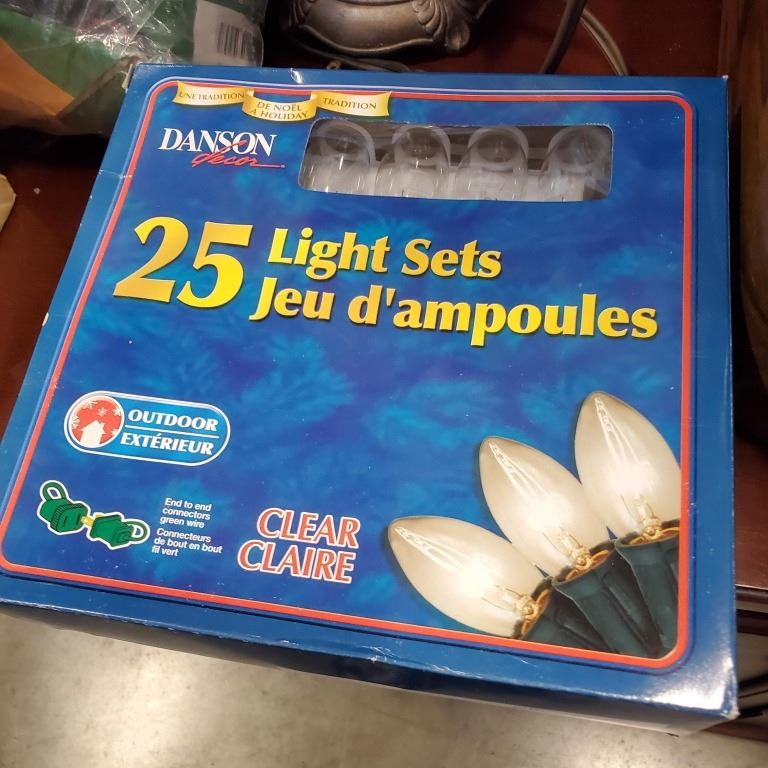 UNE TRADITION
DE NOËL
A HOLIDAY
TRADITION
DANSON
décor
25
Light Sets
Jeu d'ampoules
OUTDOOR
EXTÉRIEUR
End to end
connectors
green wire
Connecteurs
de bout en bout
fil vert
CLEAR
CLAIRE